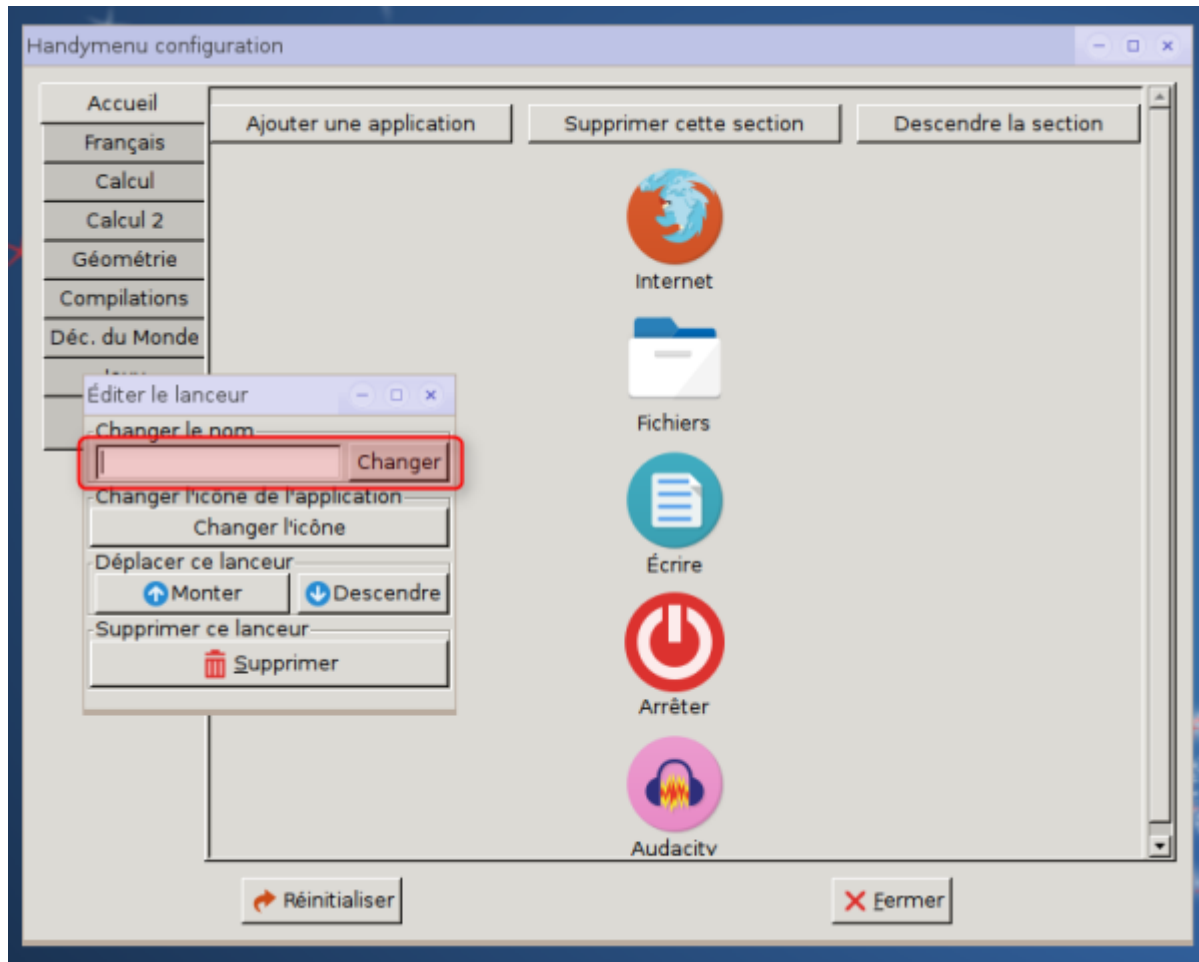 Handymenu configuration
Accueil
Français
Calcul
Calcul 2
Géométrie
Compilations
Déc. du Monde
Ajouter une application
Supprimer cette section
Descendre la section
Internet
Fichiers
Écrire
Arrêter
Audacity
Éditer le lanceur
Changer le nom
Changer
Changer l'icône de l'application
Changer l'icône
Déplacer ce lanceur
Monter
Descendre
Supprimer ce lanceur
Supprimer
Réinitialiser
Fermer